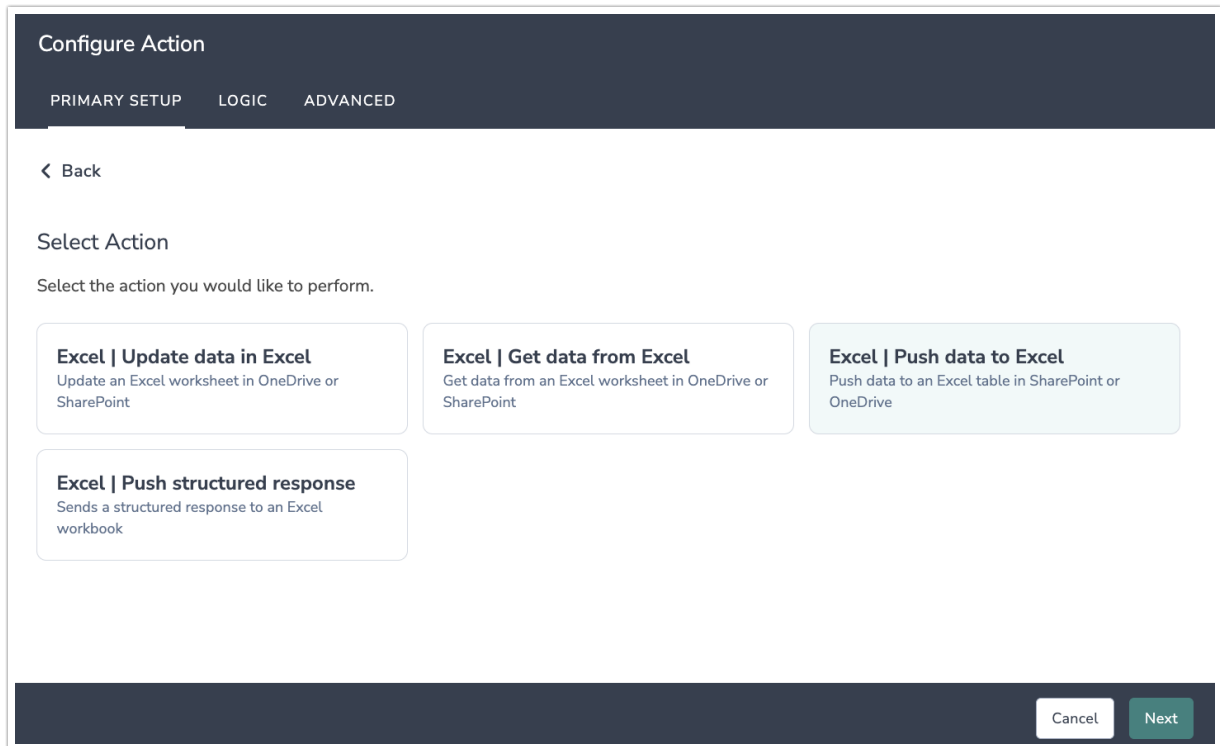 Configure Action
PRIMARY SETUP LOGIC ADVANCED
Back
Select Action
Select the action you would like to perform.
Excel | Update data in Excel
Update an Excel worksheet in OneDrive or
SharePoint
Excel | Get data from Excel
Get data from an Excel worksheet in OneDrive or
SharePoint
Excel | Push data to Excel
Push data to an Excel table in SharePoint or
OneDrive
Excel | Push structured response
Sends a structured response to an Excel
workbook
Cancel
Next